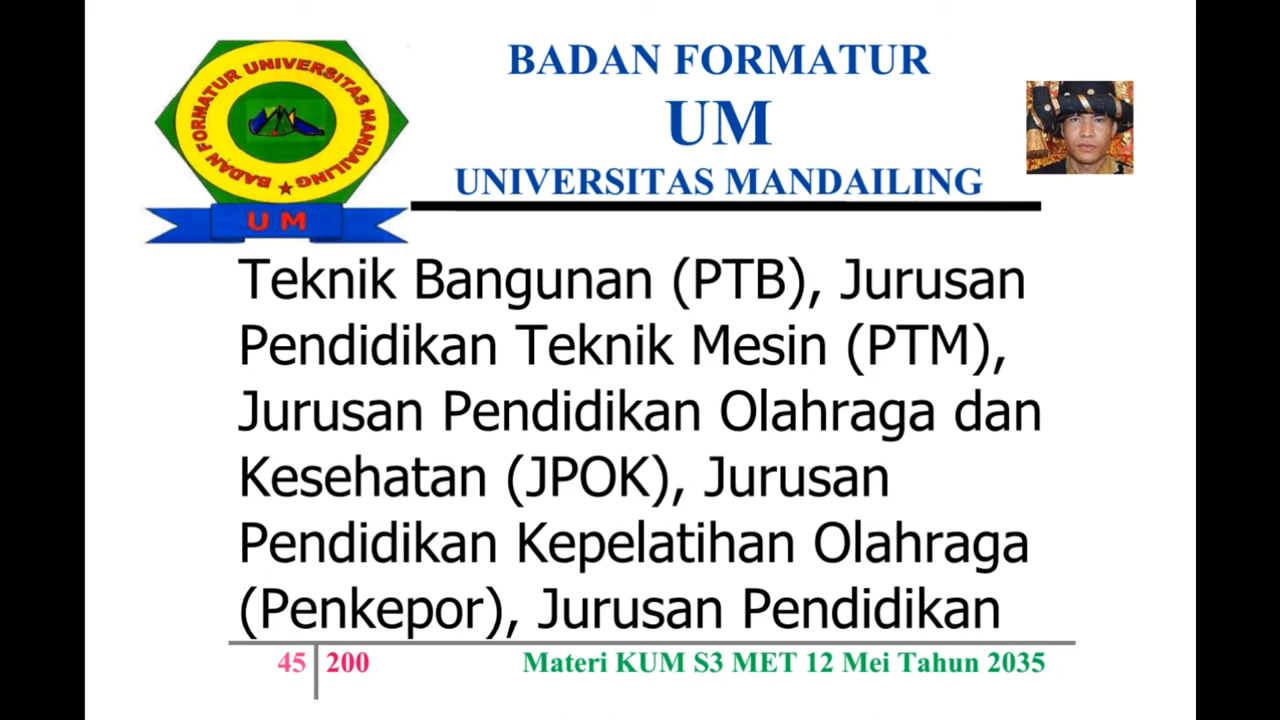 BADAN FORMATUR UNIVERSITAS MANDAILING
U M
BADAN FORMATUR
UM
UNIVERSITAS MANDAILING
Teknik Bangunan (PTB), Jurusan
Pendidikan Teknik Mesin (PTM),
Jurusan Pendidikan Olahraga dan
Kesehatan (JPOK), Jurusan
Pendidikan Kepelatihan Olahraga
(Penkepor), Jurusan Pendidikan
45 200 Materi KUM S3 MET 12 Mei Tahun 2035